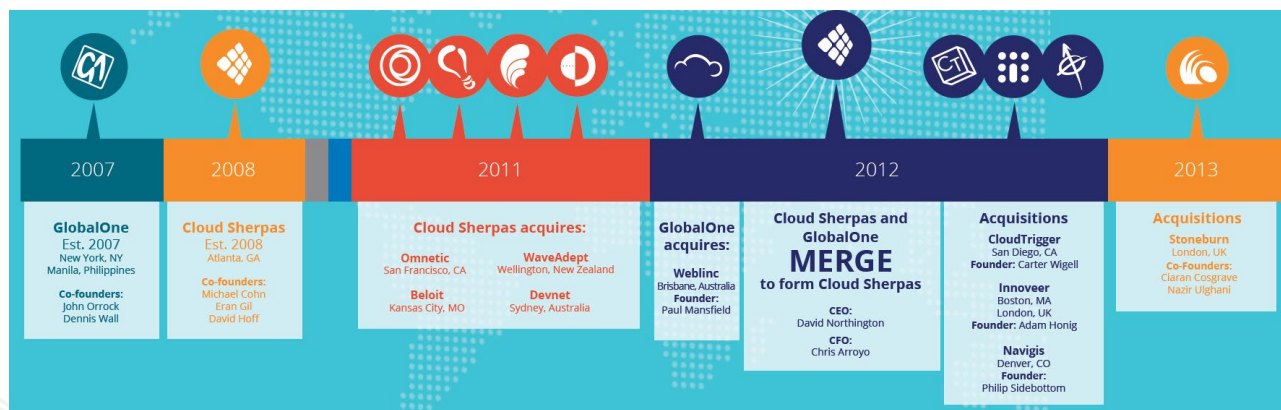 G1
CTI
2007
2008
2011
2012
2013
GlobalOne
Est. 2007
New York, NY
Manila, Philippines
Co-founders:
John Orrock
Dennis Wall
Cloud Sherpas
Est. 2008
Atlanta, GA
Co-founders:
Michael Cohn
Eran Gil
David Hoff
Cloud Sherpas acquires:
Omnetic
San Francisco, CA
Beloit
Kansas City, MO
WaveAdept
Wellington, New Zealand
Devnet
Sydney, Australia
GlobalOne
acquires:
Weblinc
Brisbane, Australia
Founder:
Paul Mansfield
Cloud Sherpas and
GlobalOne
MERGE
to form Cloud Sherpas
CEO:
David Northington
CFO:
Chris Arroyo
Acquisitions
CloudTrigger
San Diego, CA
Founder: Carter Wigell
Innoveer
Boston, MA
London, UK
Founder: Adam Honig
Navigis
Denver, CO
Founder:
Philip Sidebottom
Acquisitions
Stoneburn
London, UK
Co-Founders:
Ciaran Cosgrave
Nazir Ulghani